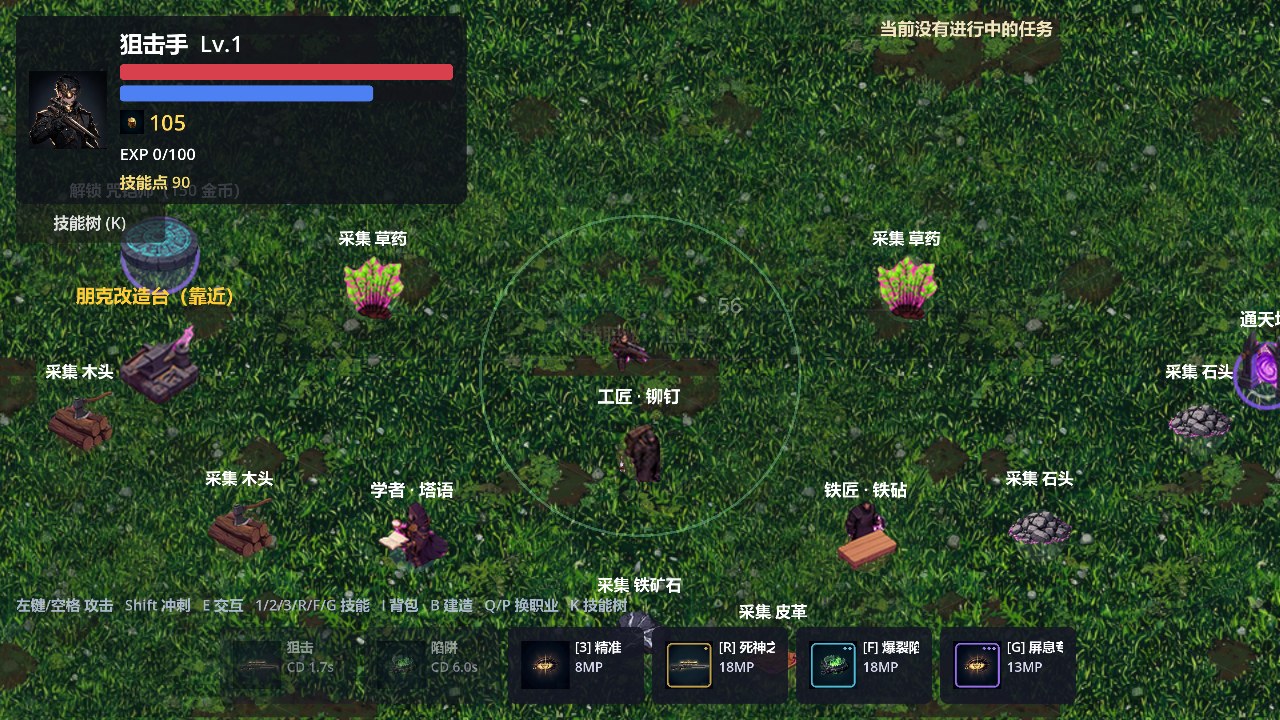 狙击手 Lv.1
105
EXP 0/100
技能点 90
技能树 (K)
当前没有进行中的任务
采集 草药
采集 草药
56
朋克改造台（靠近）
采集 木头
采集 石头
工匠 · 铆钉
采集 木头
学者 · 塔语
铁匠 · 铁砧
采集 石头
采集 铁矿石
采集 皮革
左键/空格 攻击 Shift 冲刺 E 交互 1/2/3/R/F/G 技能 I 背包 B 建造 Q/P 换职业 K 技能树
狙击
CD 1.7s
陷阱
CD 6.0s
[3] 精准
8MP
[R] 死神之
18MP
[F] 爆裂陷
18MP
[G] 屏息
13MP